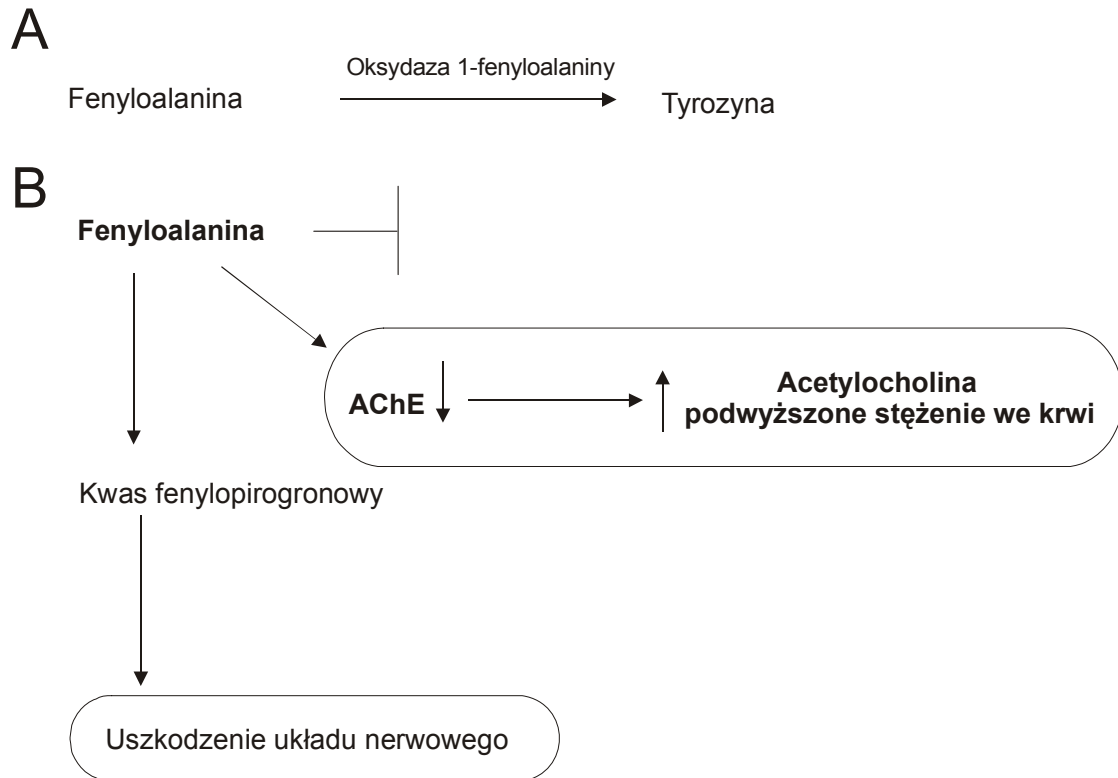 A
Oksydaza 1-fenyloalaniny
Fenyloalanina
Tyrozyna
B
Fenyloalanina
AChE
Acetylocholina
podwyższone stężenie we krwi
Kwas fenylopirogronowy
Uszkodzenie układu nerwowego